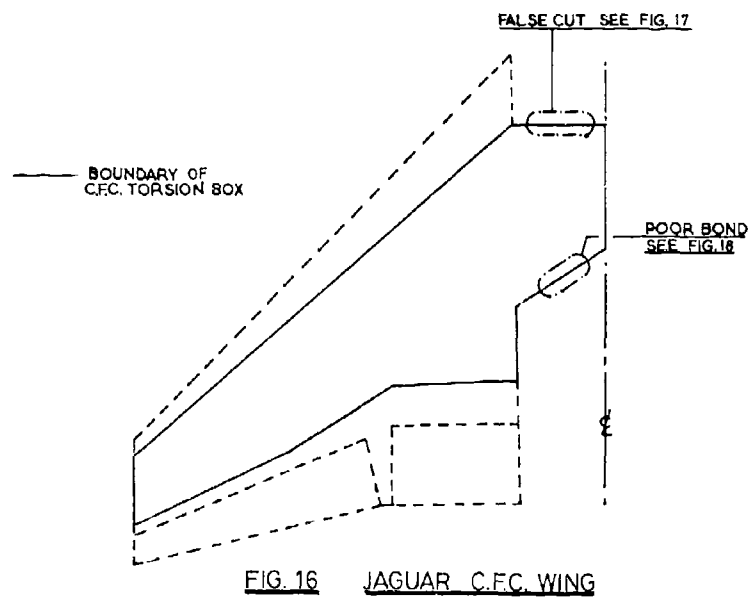 FALSE CUT SEE FIG. 17
BOUNDARY OF
C.F.C. TORSION BOX
POOR BOND
SEE FIG. 18
℄
FIG. 16 JAGUAR C.F.C. WING